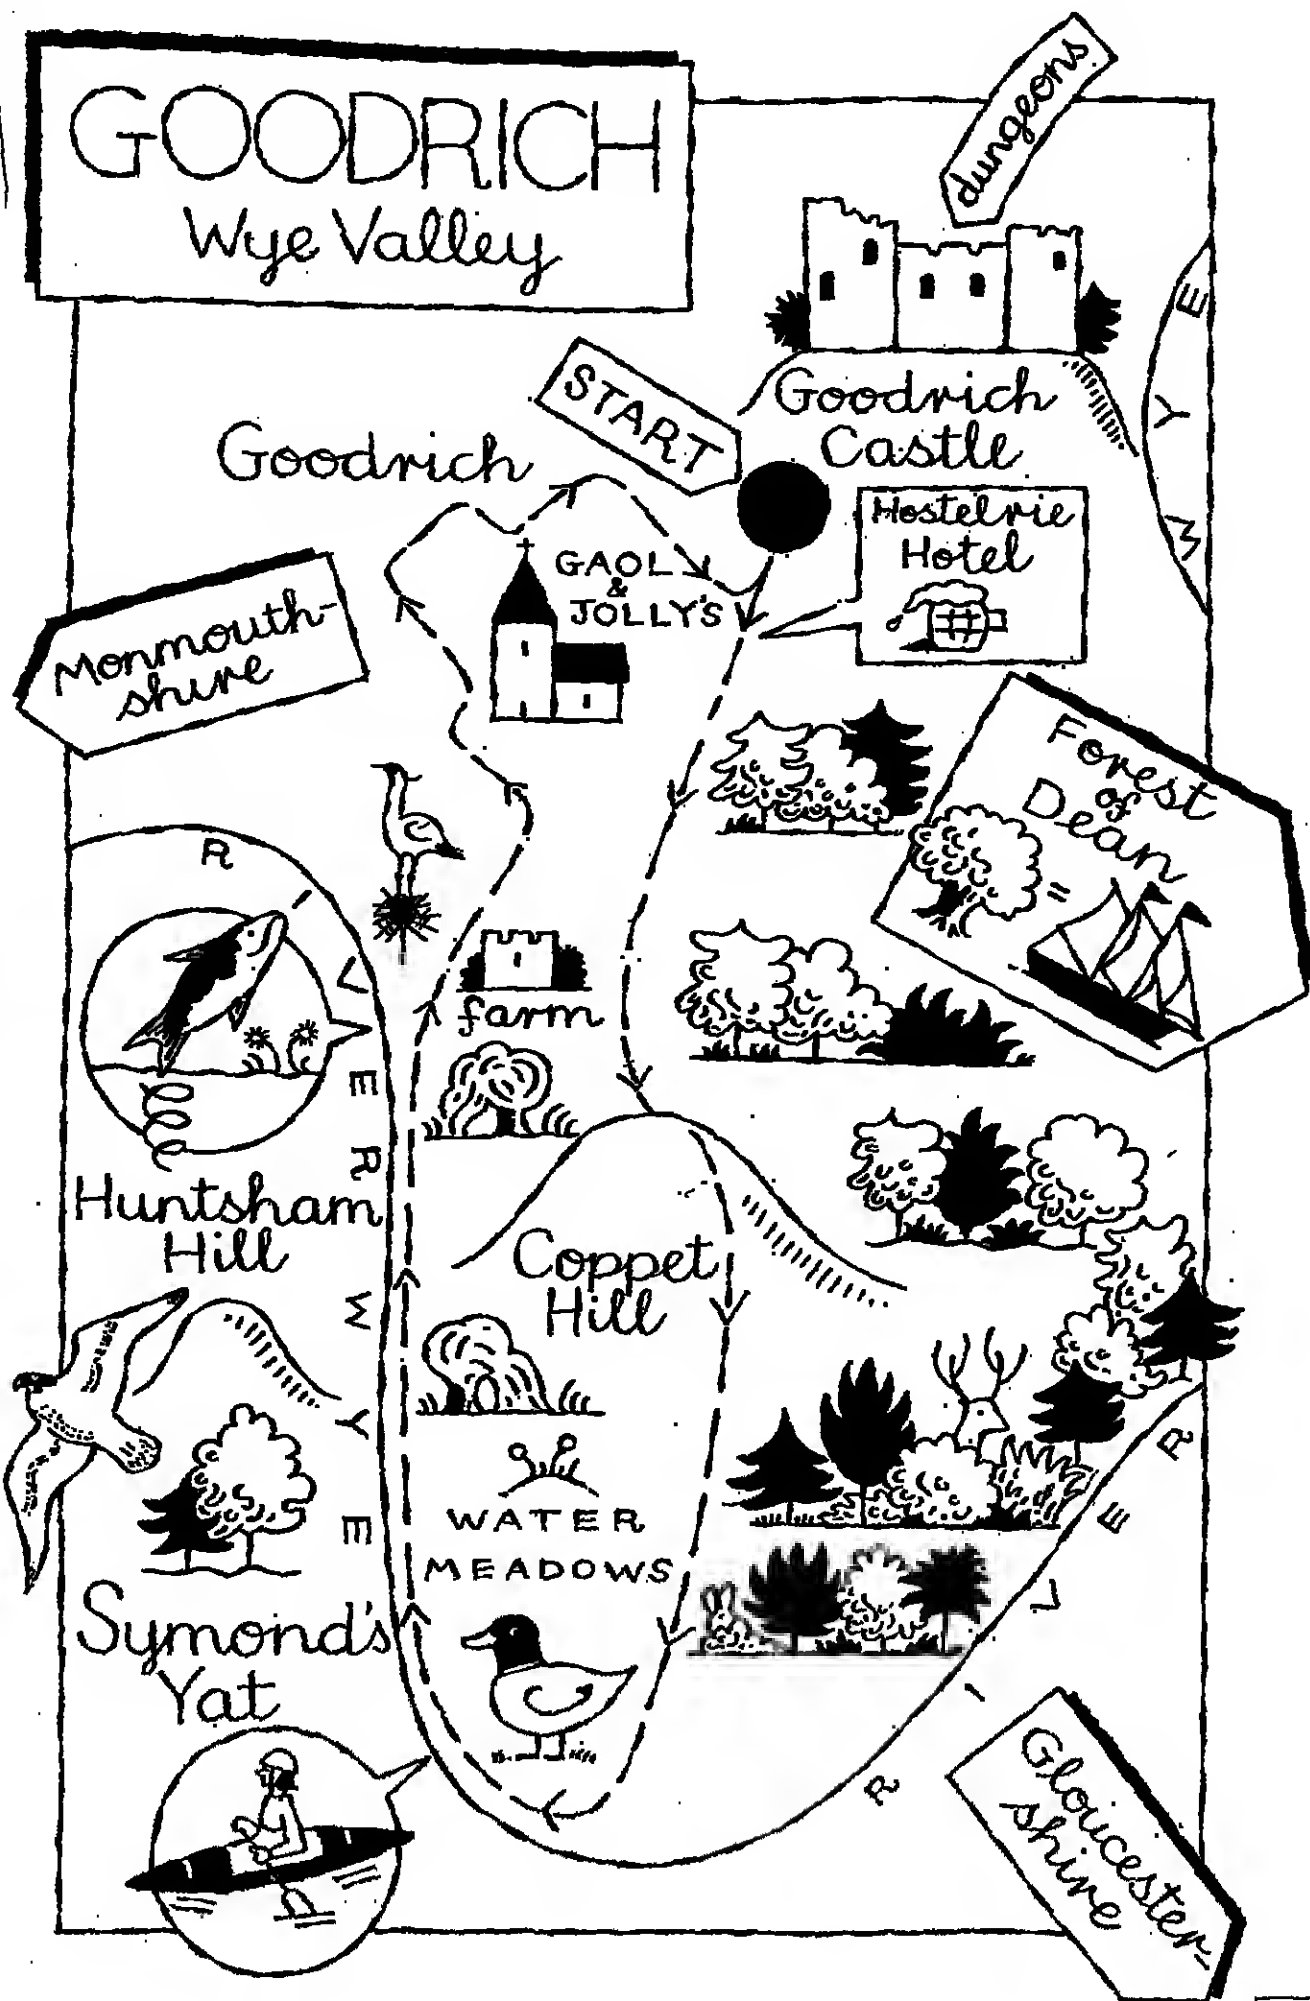 GOODRICH
Wye Valley
dungeons
Goodrich
Castle
START
Goodrich
Hostelrie
Hotel
GAOL
&
JOLLY'S
Monmouth-
shire
Forest
of
Dean
=
RIVER WYE
farm
Huntsham
Hill
Coppet
Hill
WATER
MEADOWS
Symond's
Yat
RIVER
WYE
Gloucester-
shire